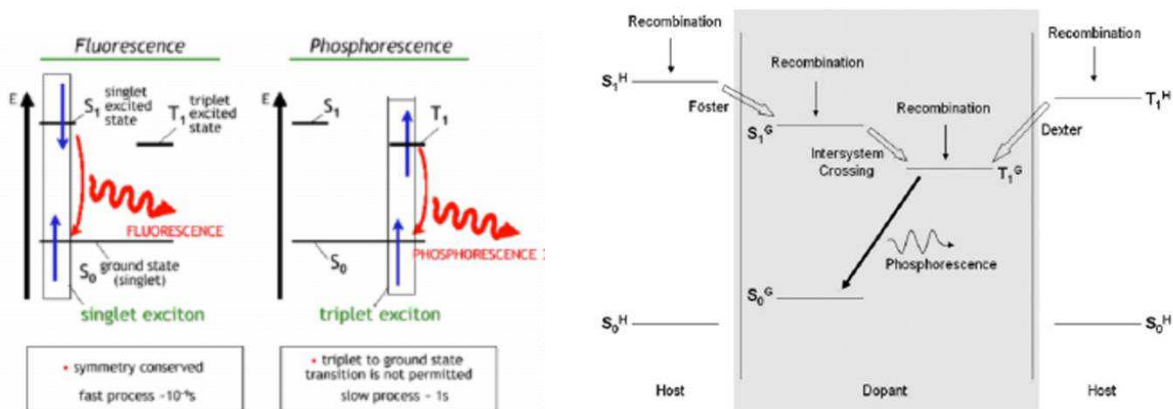 Fluorescence
E
S1 singlet
excited
state
T1 triplet
excited
state
FLUORESCENCE
S0 ground state
(singlet)
singlet exciton
• symmetry conserved
fast process ~10⁻⁹s
Phosphorescence
E
S1
T1
PHOSPHORESCENCE
S0
triplet exciton
• triplet to ground state
transition is not permitted
slow process ~ 1s
Recombination
S1H
Föster
Recombination
S1G
Intersystem
Crossing
Recombination
T1G
Phosphorescence
S0G
Recombination
T1H
Dexter
S0H
S0H
Host
Dopant
Host